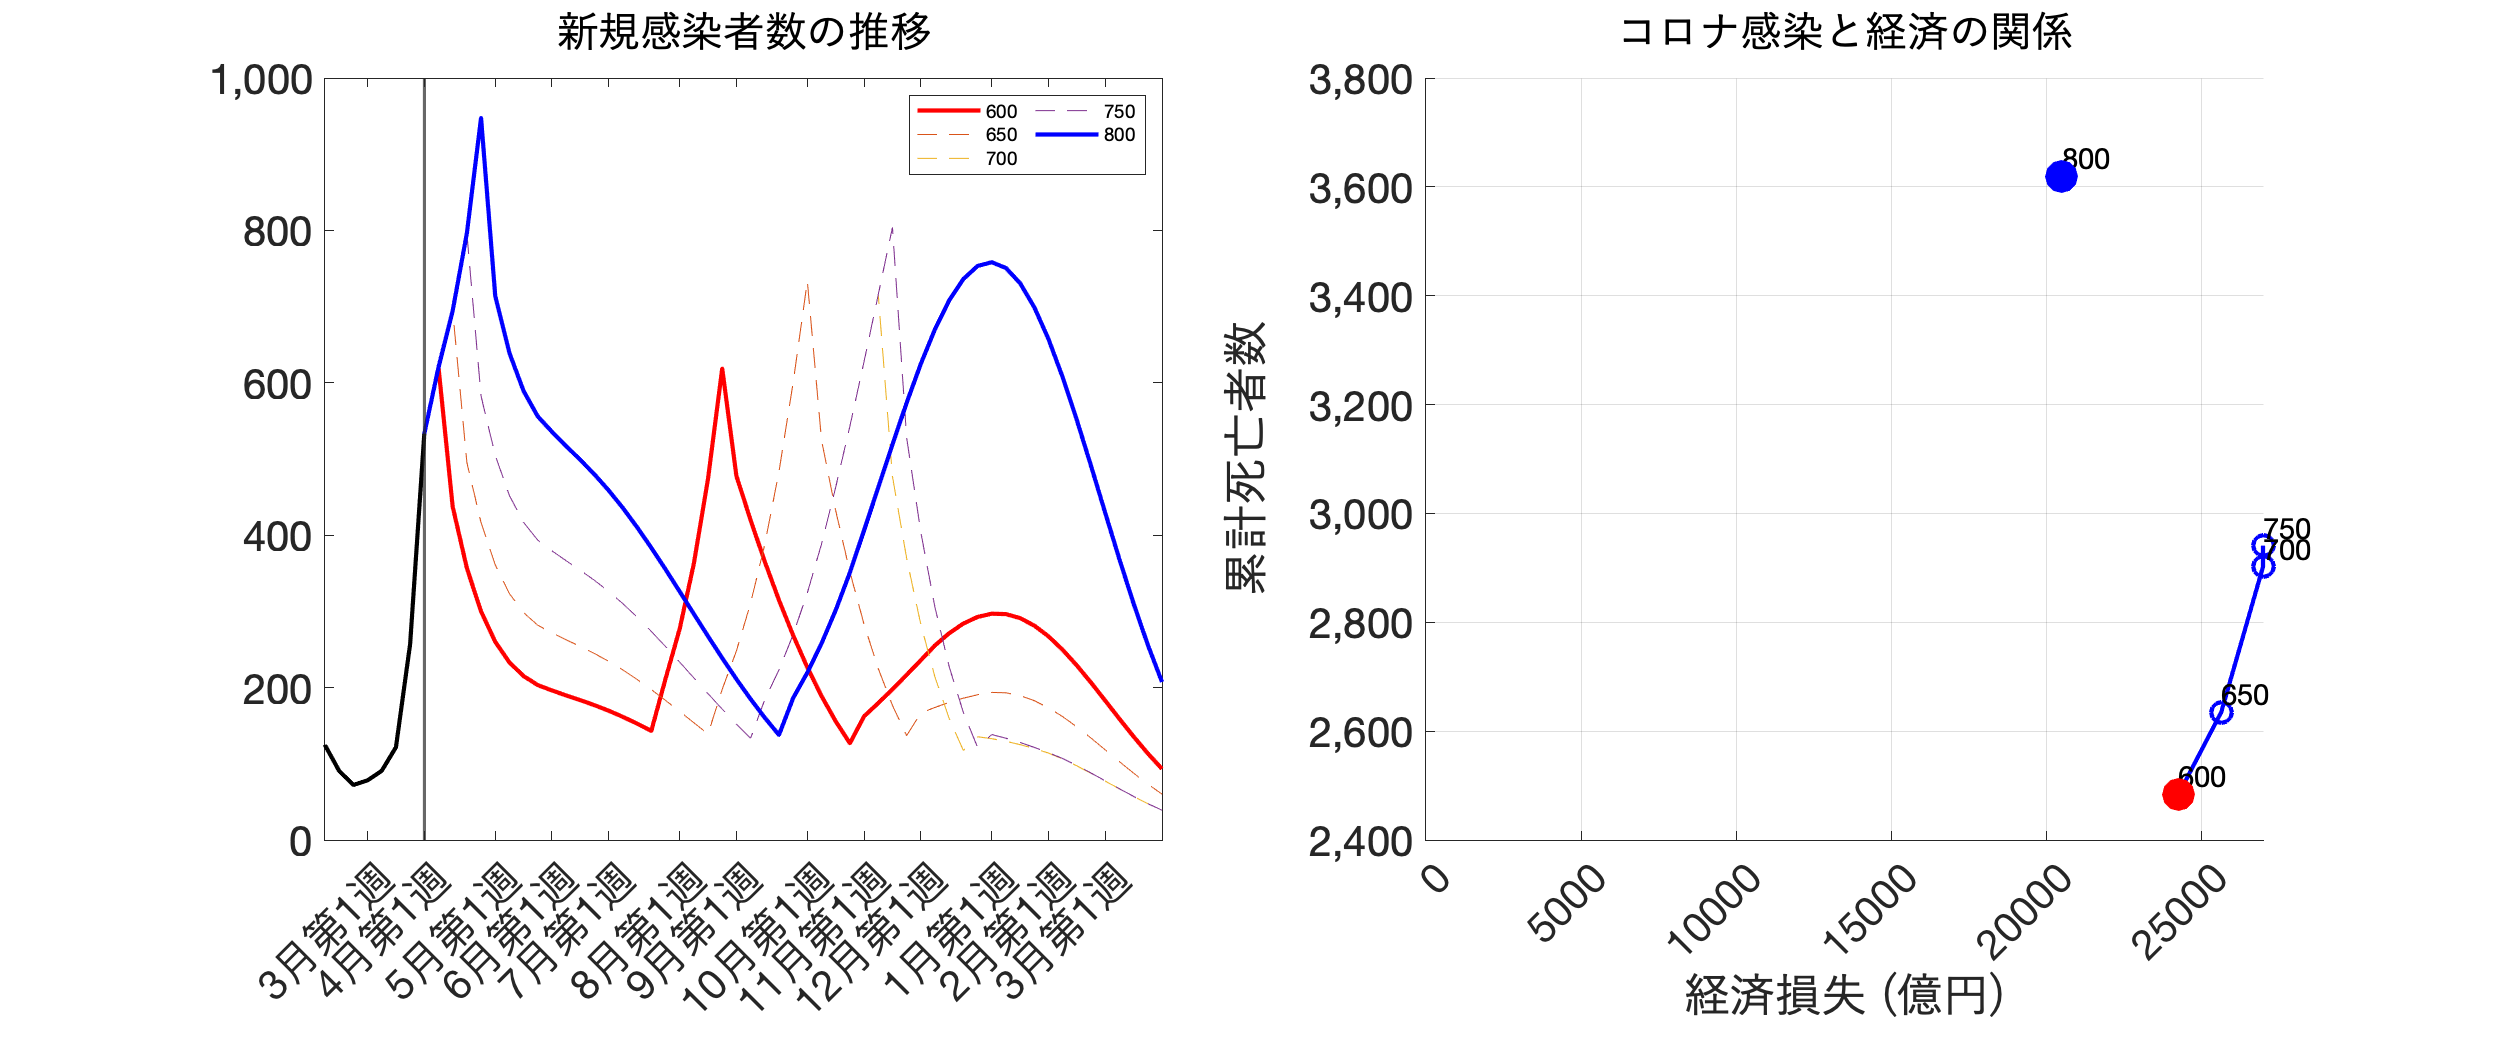 新規感染者数の推移
1,000
800
600
400
200
0
600
650
700
750
800
3月第1週
4月第1週
5月第1週
6月第1週
7月第1週
8月第1週
9月第1週
10月第1週
11月第1週
12月第1週
1月第1週
2月第1週
3月第1週
コロナ感染と経済の関係
累計死亡者数
3,800
3,600
3,400
3,200
3,000
2,800
2,600
2,400
800
750
700
650
600
0
5000
10000
15000
20000
25000
経済損失 (億円)